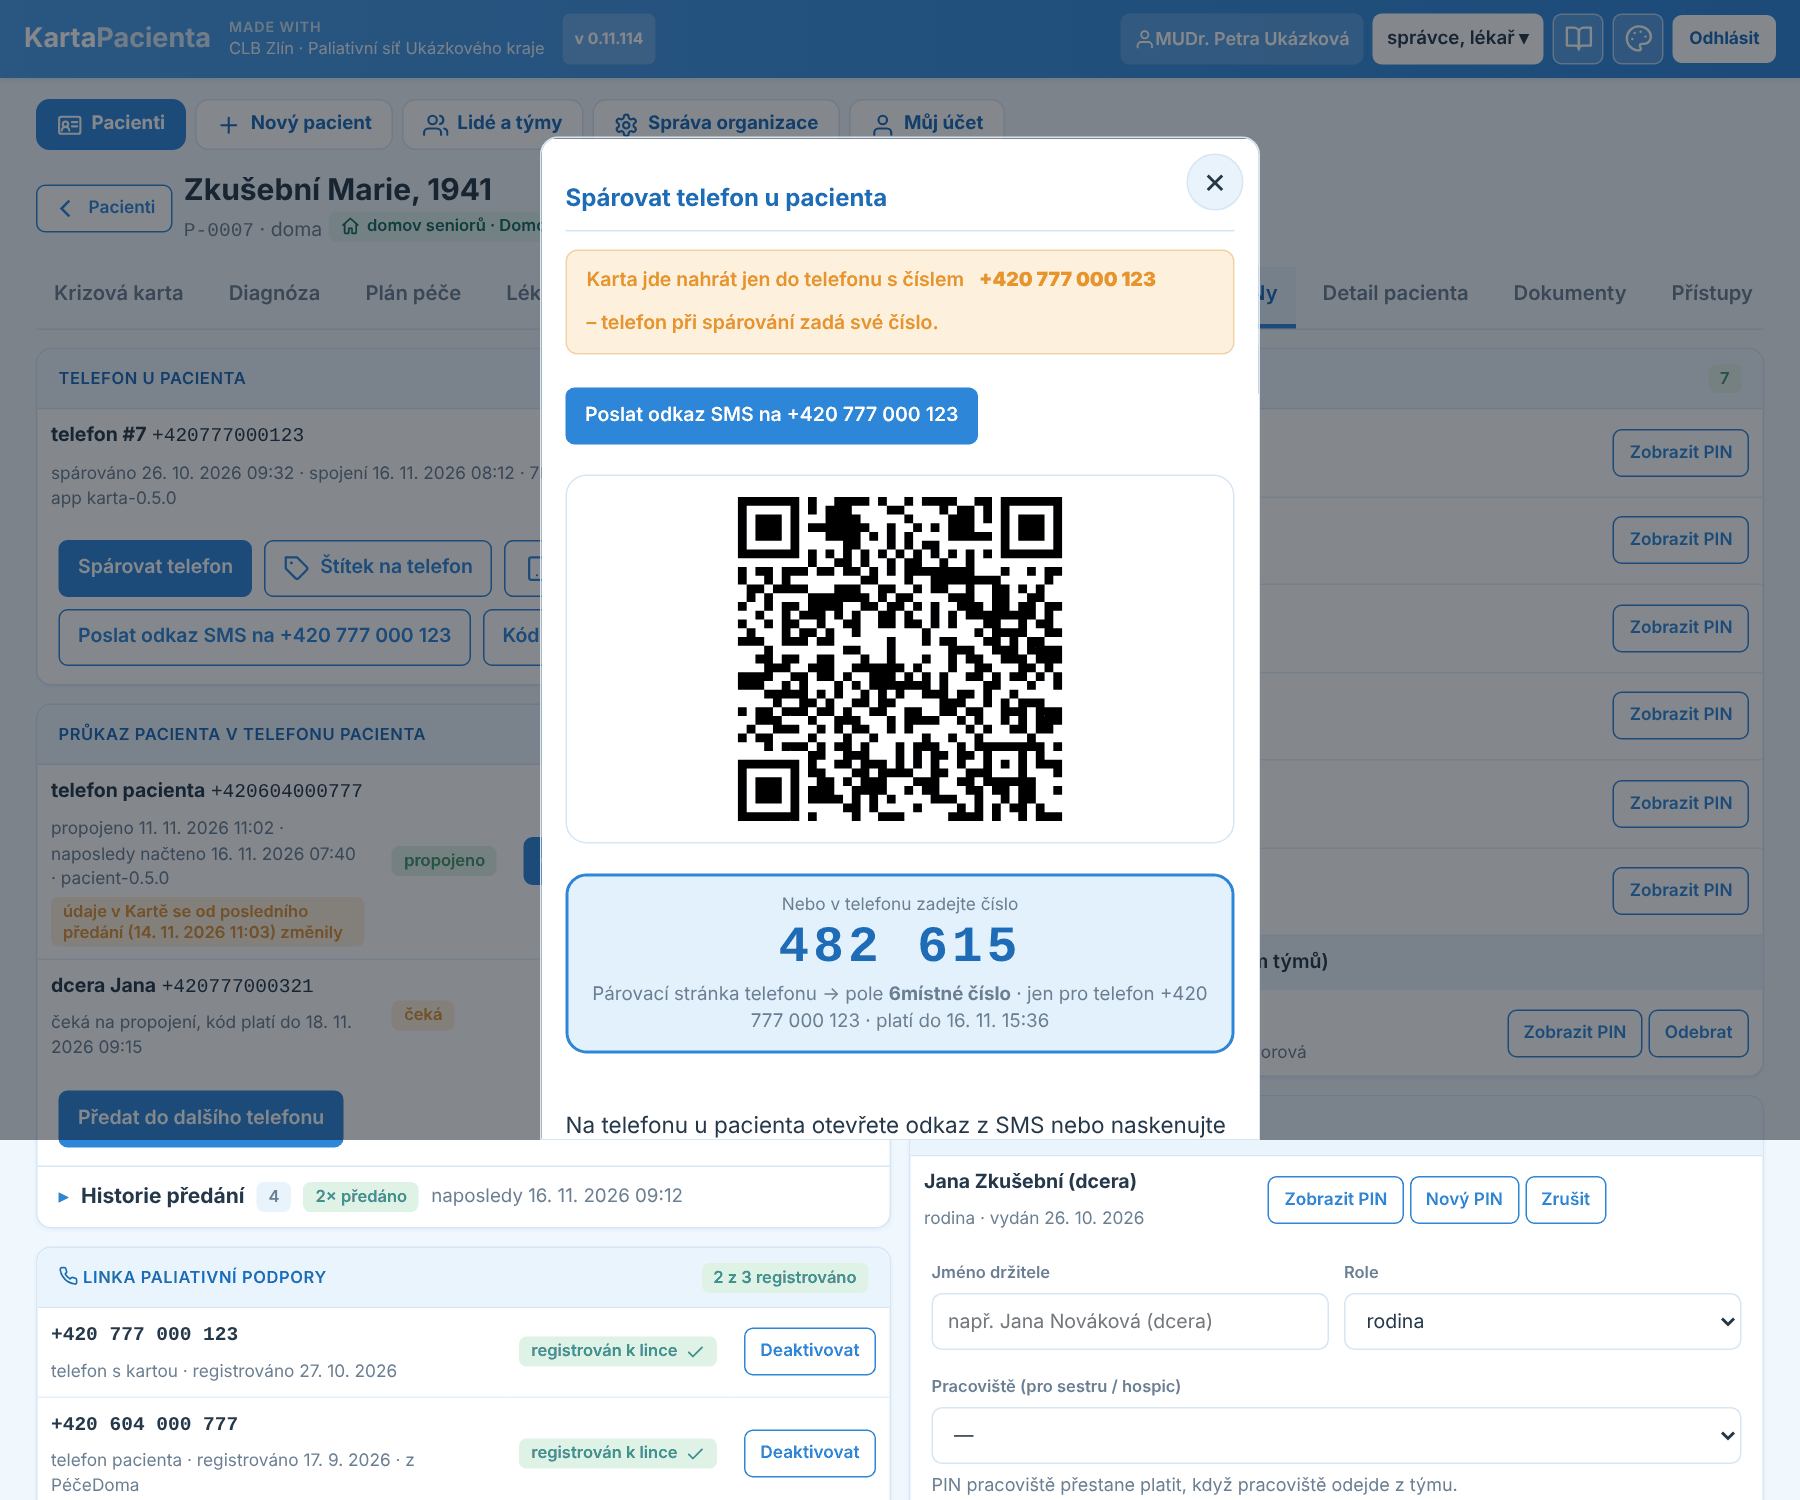 KartaPacienta
MADE WITH
CLB Zlín · Paliativní síť Ukázkového kraje
v 0.11.114
MUDr. Petra Ukázková
správce, lékař ▾
Odhlásit
Pacienti
Nový pacient
Lidé a týmy
Správa organizace
Můj účet
Pacienti
Zkušební Marie, 1941
P-0007 · doma
domov seniorů ·
Krizová karta
Diagnóza
Plán péče
Detail pacienta
Dokumenty
Přístupy
Spárovat telefon u pacienta
Karta jde nahrát jen do telefonu s číslem +420 777 000 123
– telefon při spárování zadá své číslo.
Poslat odkaz SMS na +420 777 000 123
Nebo v telefonu zadejte číslo
482 615
Párovací stránka telefonu → pole 6místné číslo · jen pro telefon +420
777 000 123 · platí do 16. 11. 15:36
Na telefonu u pacienta otevřete odkaz z SMS nebo naskenujte
TELEFON U PACIENTA
telefon #7 +420777000123
spárováno 26. 10. 2026 09:32 · spojení 16. 11. 2026 08:12 ·
app karta-0.5.0
Spárovat telefon
Štítek na telefon
Poslat odkaz SMS na +420 777 000 123
Kód
PRŮKAZ PACIENTA V TELEFONU PACIENTA
telefon pacienta +420604000777
propojeno 11. 11. 2026 11:02 ·
naposledy načteno 16. 11. 2026 07:40
· pacient-0.5.0
propojeno
údaje v Kartě se od posledního
předání (14. 11. 2026 11:03) změnily
dcera Jana +420777000321
čeká na propojení, kód platí do 18. 11.
2026 09:15
čeká
Předat do dalšího telefonu
▸ Historie předání
4
2× předáno
naposledy 16. 11. 2026 09:12
LINKA PALIATIVNÍ PODPORY
2 z 3 registrováno
+420 777 000 123
telefon s kartou · registrováno 27. 10. 2026
registrován k lince ✓
Deaktivovat
+420 604 000 777
telefon pacienta · registrováno 17. 9. 2026 · z
PéčeDoma
registrován k lince ✓
Deaktivovat
7
Zobrazit PIN
Zobrazit PIN
Zobrazit PIN
Zobrazit PIN
Zobrazit PIN
Zobrazit PIN
týmů)
Zobrazit PIN
Odebrat
orová
Jana Zkušební (dcera)
rodina · vydán 26. 10. 2026
Zobrazit PIN
Nový PIN
Zrušit
Jméno držitele
např. Jana Nováková (dcera)
Role
rodina
Pracoviště (pro sestru / hospic)
—
PIN pracoviště přestane platit, když pracoviště odejde z týmu.